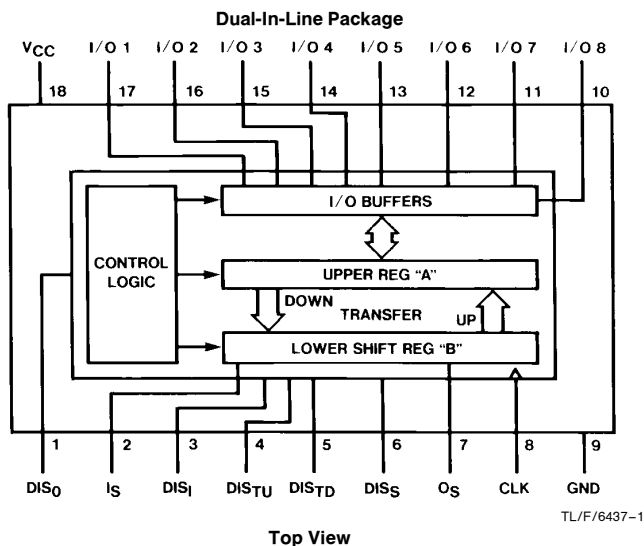 Dual-In-Line Package
VCC I/O 1 I/O 2 I/O 3 I/O 4 I/O 5 I/O 6 I/O 7 I/O 8
18 17 16 15 14 13 12 11 10
I/O BUFFERS
CONTROL
LOGIC
UPPER REG "A"
DOWN
TRANSFER
UP
LOWER SHIFT REG "B"
1 2 3 4 5 6 7 8 9
DISO IS DISI DISTU DISTD DISS OS CLK GND
TL/F/6437–1
Top View